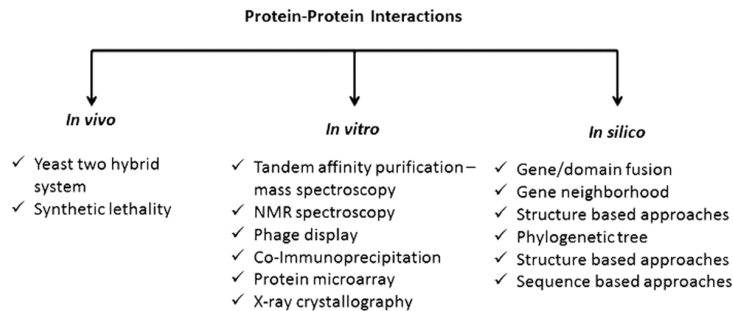 Protein-Protein Interactions
In vivo
✓ Yeast two hybrid
system
✓ Synthetic lethality
In vitro
✓ Tandem affinity purification –
mass spectroscopy
✓ NMR spectroscopy
✓ Phage display
✓ Co-Immunoprecipitation
✓ Protein microarray
✓ X-ray crystallography
In silico
✓ Gene/domain fusion
✓ Gene neighborhood
✓ Structure based approaches
✓ Phylogenetic tree
✓ Structure based approaches
✓ Sequence based approaches